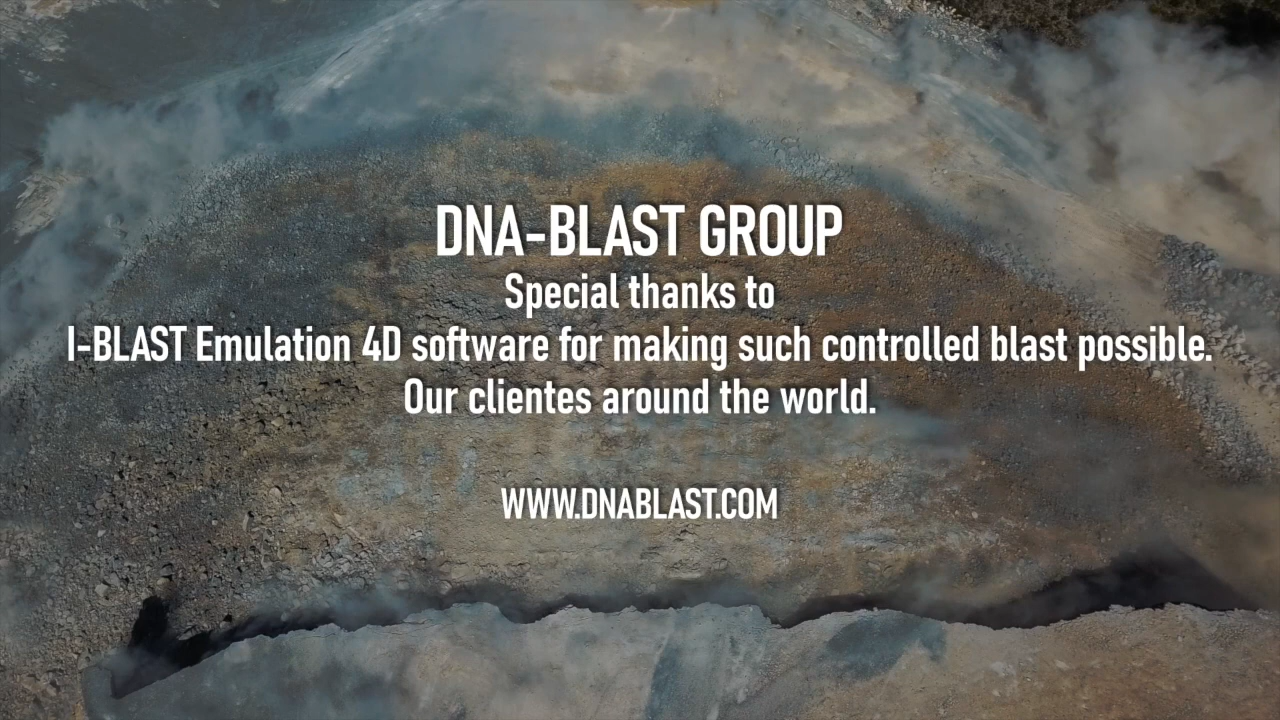 DNA-BLAST GROUP
Special thanks to
I-BLAST Emulation 4D software for making such controlled blast possible.
Our clientes around the world.
WWW.DNABLAST.COM